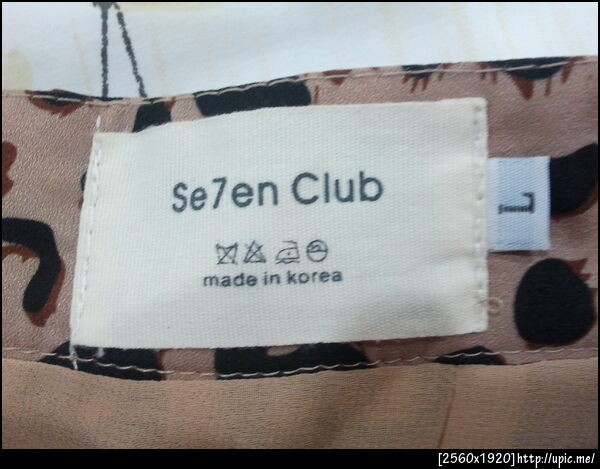 Se7en Club
made in korea
L
[2560x1920]http://upic.me/